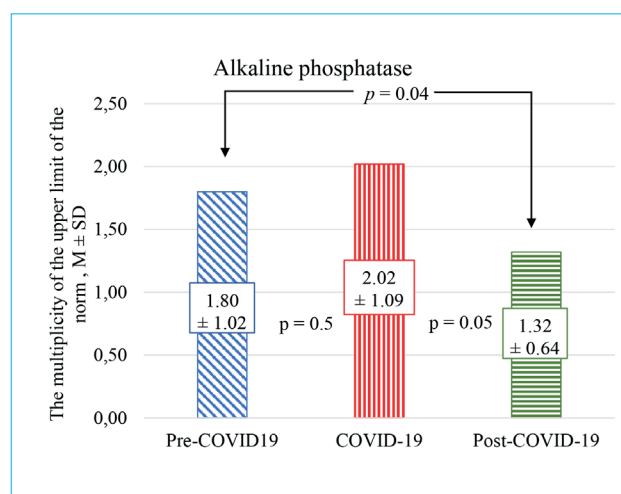 Alkaline phosphatase
p = 0.04
The multiplicity of the upper limit of the
norm , M ± SD
2,50
2,00
1,50
1,00
0,50
0,00
1.80
± 1.02
p = 0.5
2.02
± 1.09
p = 0.05
1.32
± 0.64
Pre-COVID19
COVID-19
Post-COVID-19